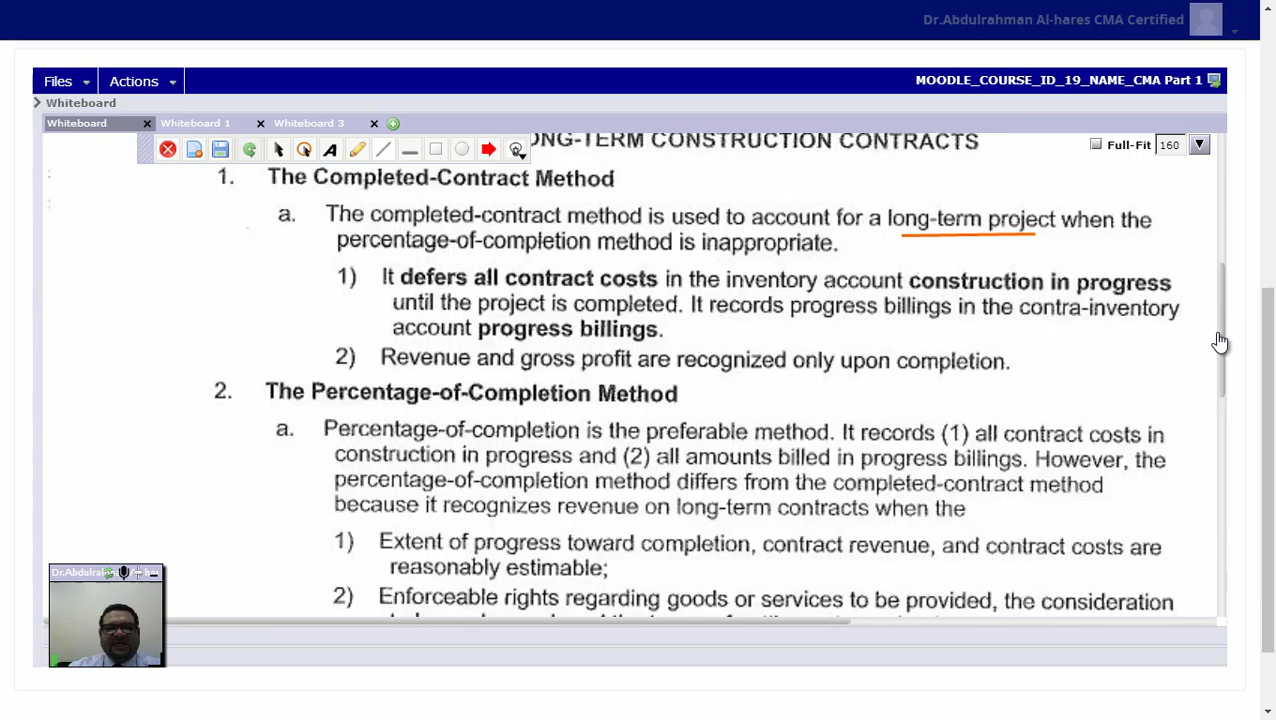 Dr.Abdulrahman Al-hares CMA Certified
Files Actions MOODLE_COURSE_ID_19_NAME_CMA Part 1
Whiteboard
Whiteboard Whiteboard 1 Whiteboard 3
ONG-TERM CONSTRUCTION CONTRACTS
Full-Fit 160
1. The Completed-Contract Method
a. The completed-contract method is used to account for a long-term project when the
percentage-of-completion method is inappropriate.
1) It defers all contract costs in the inventory account construction in progress
until the project is completed. It records progress billings in the contra-inventory
account progress billings.
2) Revenue and gross profit are recognized only upon completion.
2. The Percentage-of-Completion Method
a. Percentage-of-completion is the preferable method. It records (1) all contract costs in
construction in progress and (2) all amounts billed in progress billings. However, the
percentage-of-completion method differs from the completed-contract method
because it recognizes revenue on long-term contracts when the
1) Extent of progress toward completion, contract revenue, and contract costs are
reasonably estimable;
2) Enforceable rights regarding goods or services to be provided, the consideration